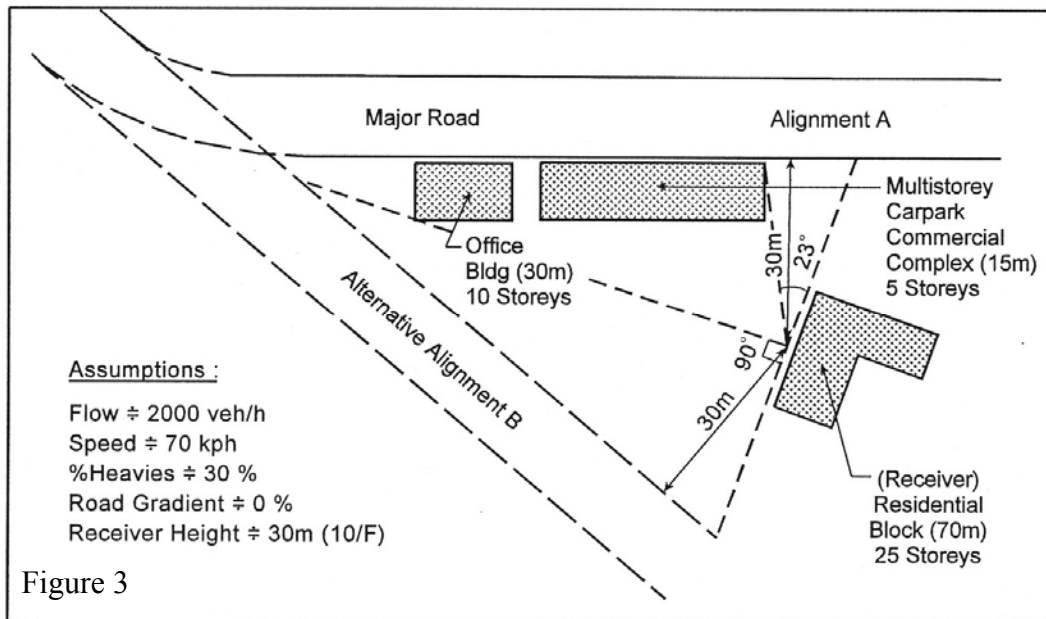 Major Road
Alignment A
Multistorey
Carpark
Commercial
Complex (15m)
5 Storeys
30m
23°
Office
Bldg (30m)
10 Storeys
Alternative Alignment B
90°
30m
Assumptions :
Flow ≑ 2000 veh/h
Speed ≑ 70 kph
%Heavies ≑ 30 %
Road Gradient ≑ 0 %
Receiver Height ≑ 30m (10/F)
(Receiver)
Residential
Block (70m)
25 Storeys
Figure 3